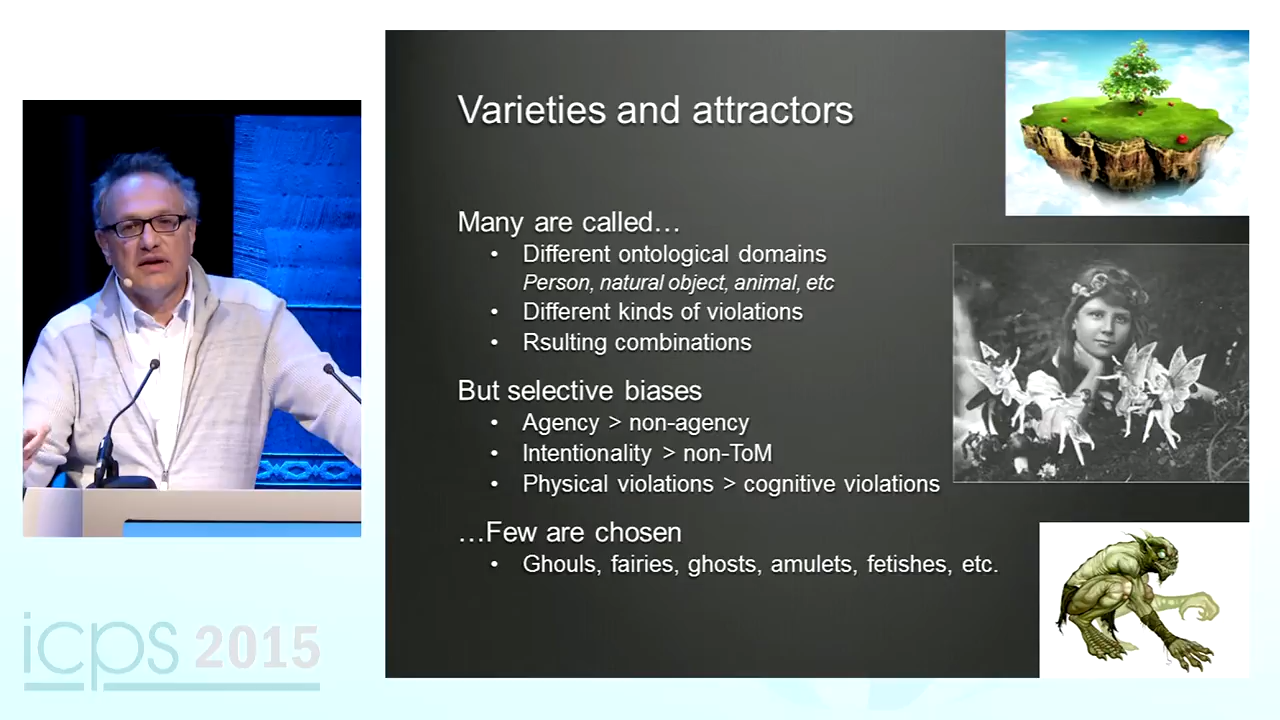 Varieties and attractors
Many are called…
• Different ontological domains
Person, natural object, animal, etc
• Different kinds of violations
• Rsulting combinations
But selective biases
• Agency > non-agency
• Intentionality > non-ToM
• Physical violations > cognitive violations
…Few are chosen
• Ghouls, fairies, ghosts, amulets, fetishes, etc.
icps 2015